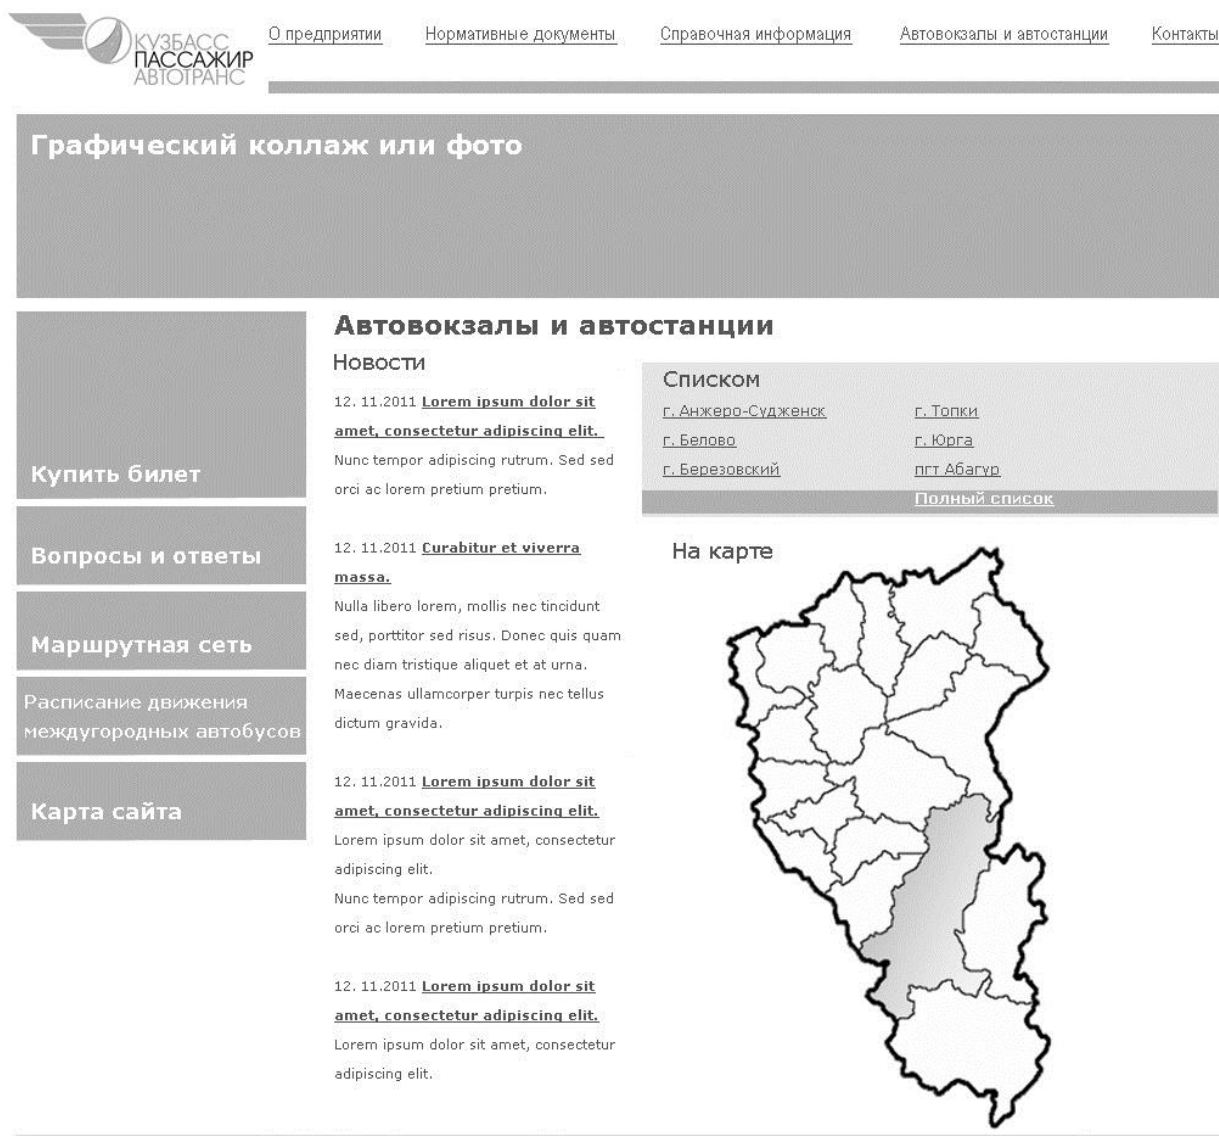 КУЗБАСС
ПАССАЖИР
АВТОТРАНС
О предприятии
Нормативные документы
Справочная информация
Автовокзалы и автостанции
Контакты
Графический коллаж или фото
Купить билет
Вопросы и ответы
Маршрутная сеть
Расписание движения
междугородных автобусов
Карта сайта
Автовокзалы и автостанции
Новости
12. 11.2011 Lorem ipsum dolor sit
amet, consectetur adipiscing elit.
Nunc tempor adipiscing rutrum. Sed sed
orci ac lorem pretium pretium.
12. 11.2011 Curabitur et viverra
massa.
Nulla libero lorem, mollis nec tincidunt
sed, porttitor sed risus. Donec quis quam
nec diam tristique aliquet et at urna.
Maecenas ullamcorper turpis nec tellus
dictum gravida.
12. 11.2011 Lorem ipsum dolor sit
amet, consectetur adipiscing elit.
Lorem ipsum dolor sit amet, consectetur
adipiscing elit.
Nunc tempor adipiscing rutrum. Sed sed
orci ac lorem pretium pretium.
12. 11.2011 Lorem ipsum dolor sit
amet, consectetur adipiscing elit.
Lorem ipsum dolor sit amet, consectetur
adipiscing elit.
Списком
г. Анжеро-Судженск
г. Белово
г. Березовский
г. Топки
г. Юрга
пгт Абагур
Полный список
На карте